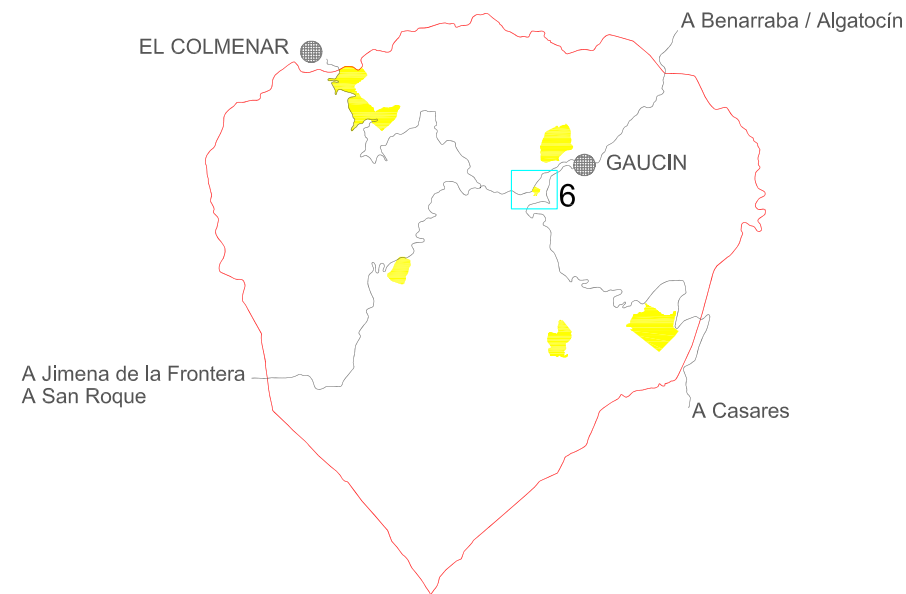 A Benarraba / Algatocín
EL COLMENAR
GAUCIN
6
A Jimena de la Frontera
A San Roque
A Casares